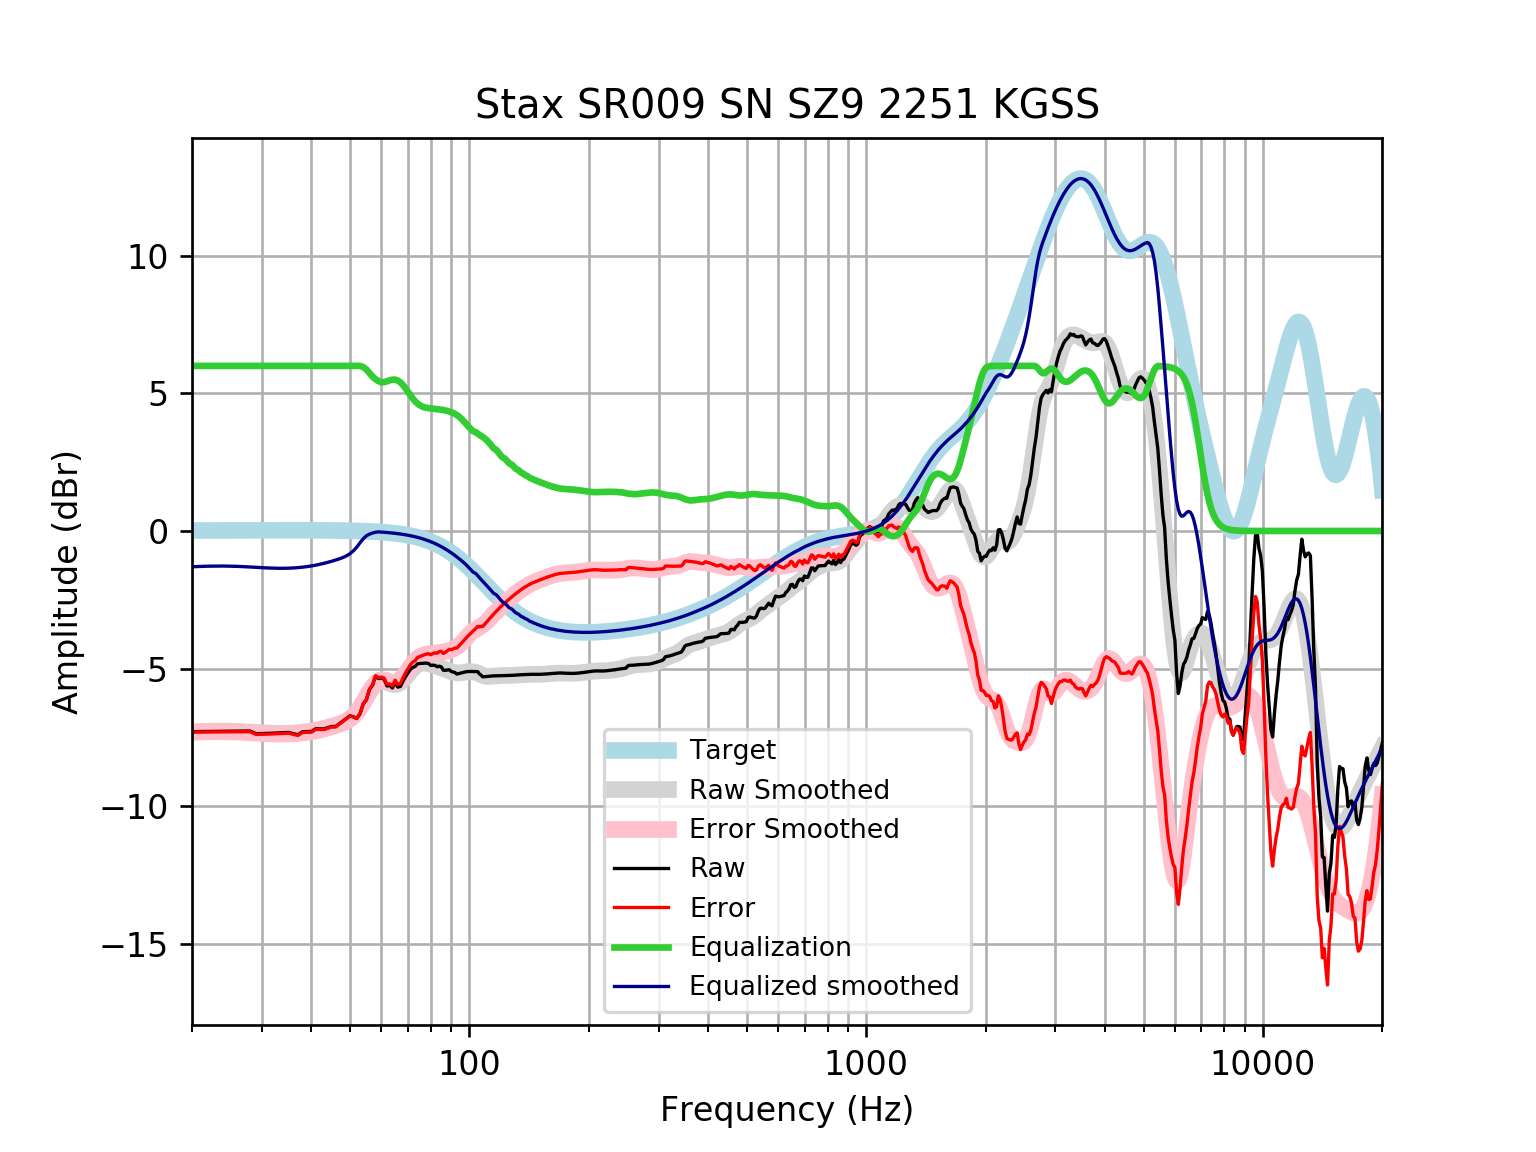 Stax SR009 SN SZ9 2251 KGSS
Amplitude (dBr)
10
5
0
−5
−10
−15
Target
Raw Smoothed
Error Smoothed
Raw
Error
Equalization
Equalized smoothed
100
1000
10000
Frequency (Hz)